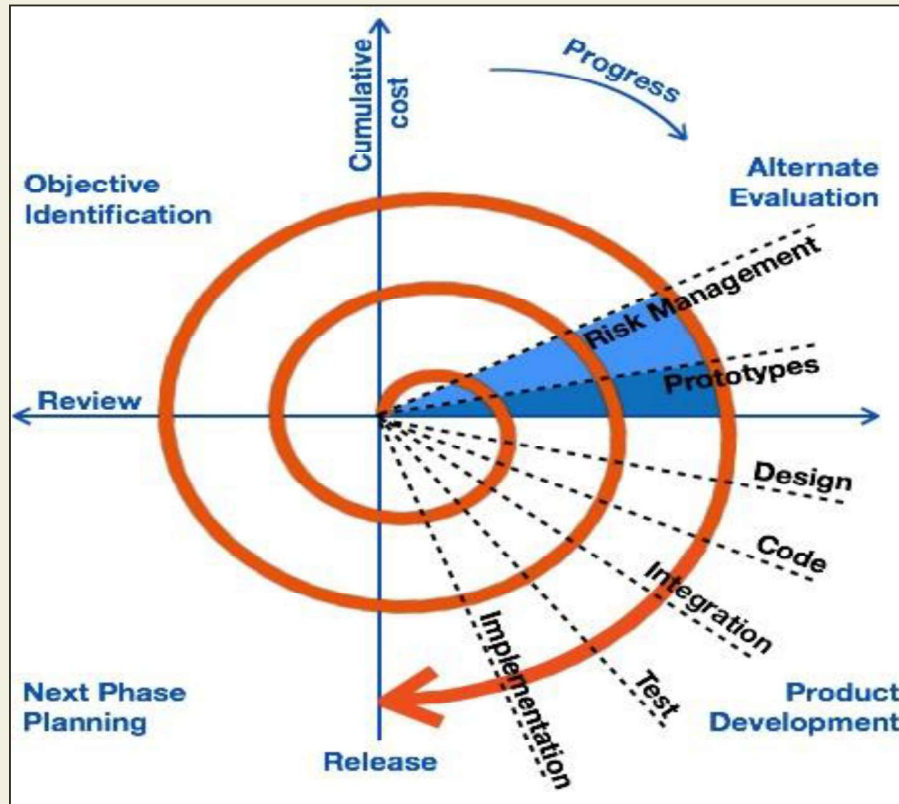 Cumulative
cost
Progress
Objective
Identification
Alternate
Evaluation
Risk Management
Prototypes
Review
Design
Code
Integration
Test
Implementation
Next Phase
Planning
Product
Development
Release